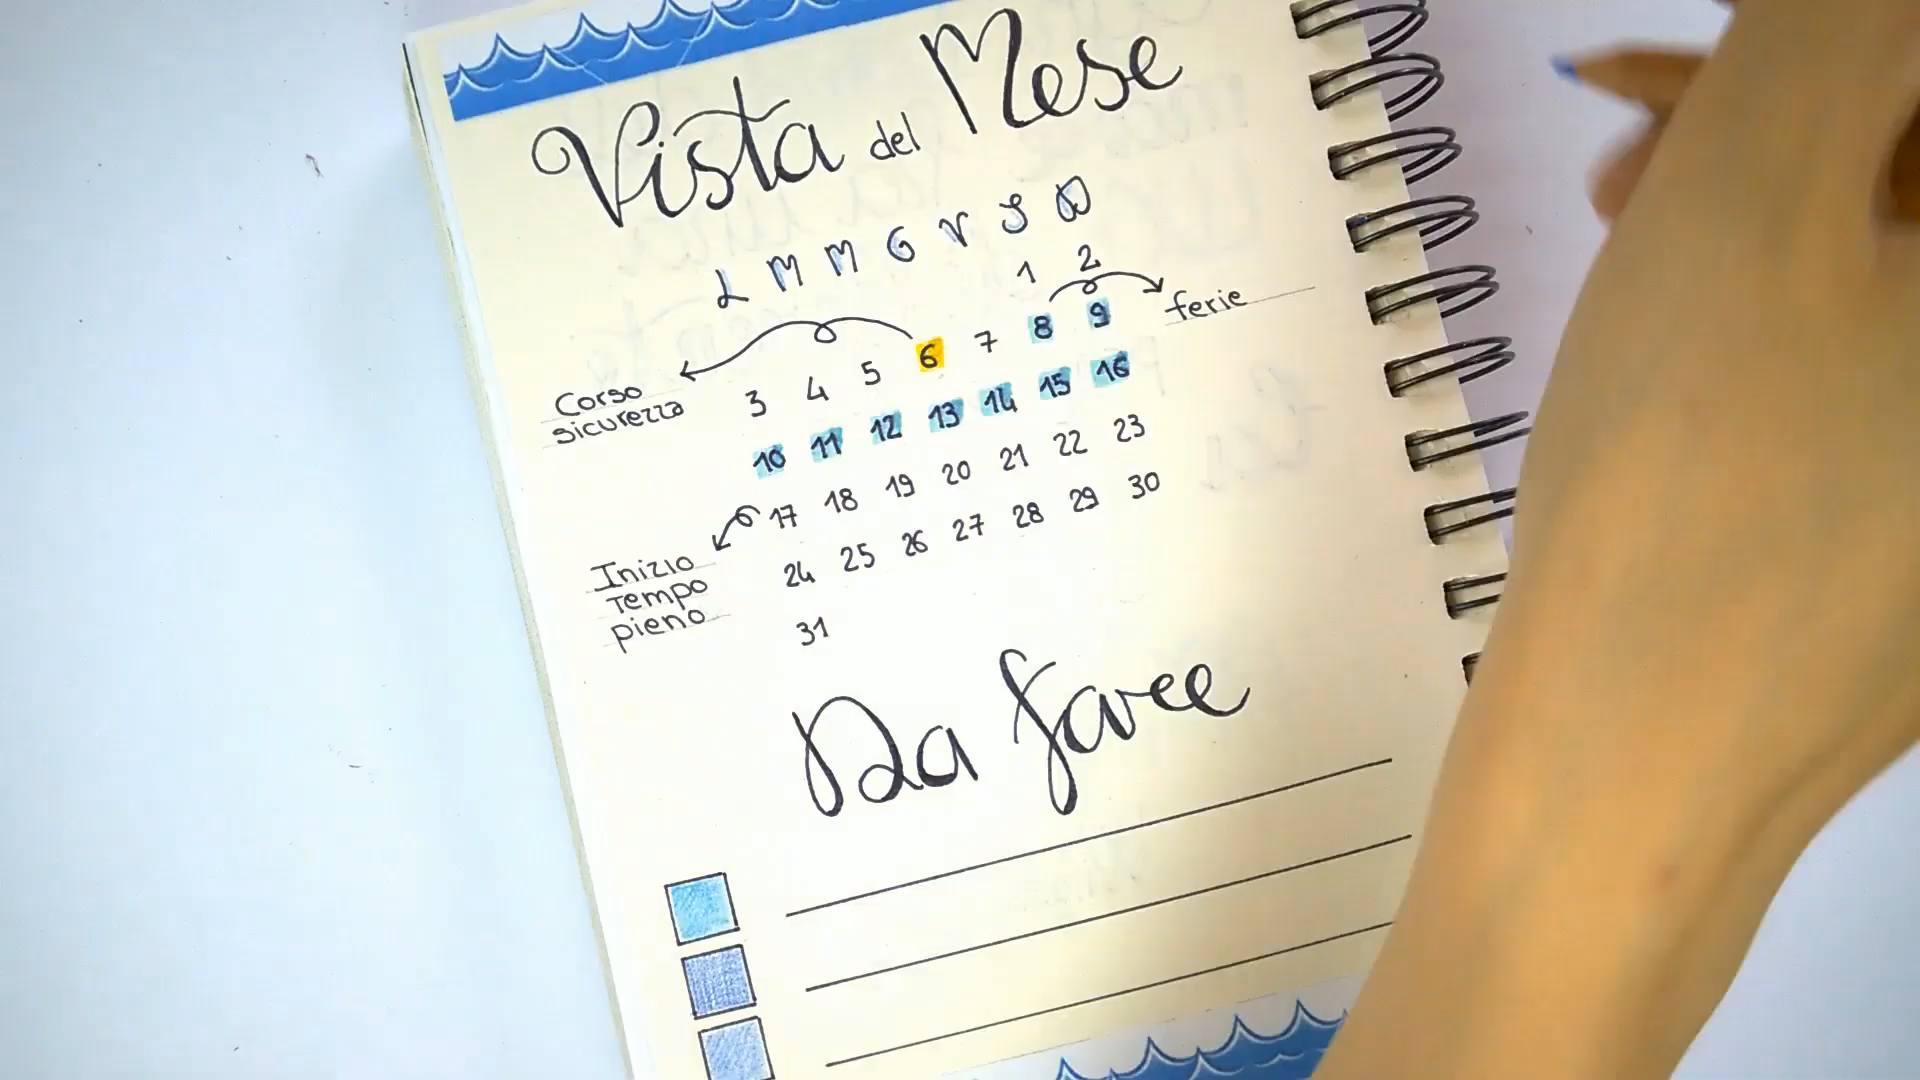 Vista del Mese
L M M G V S D
1 2
3 4 5 6 7 8 9
ferie
Corso
sicurezza
10 11 12 13 14 15 16
17 18 19 20 21 22 23
Inizio
Tempo
pieno
24 25 26 27 28 29 30
31
Da fare